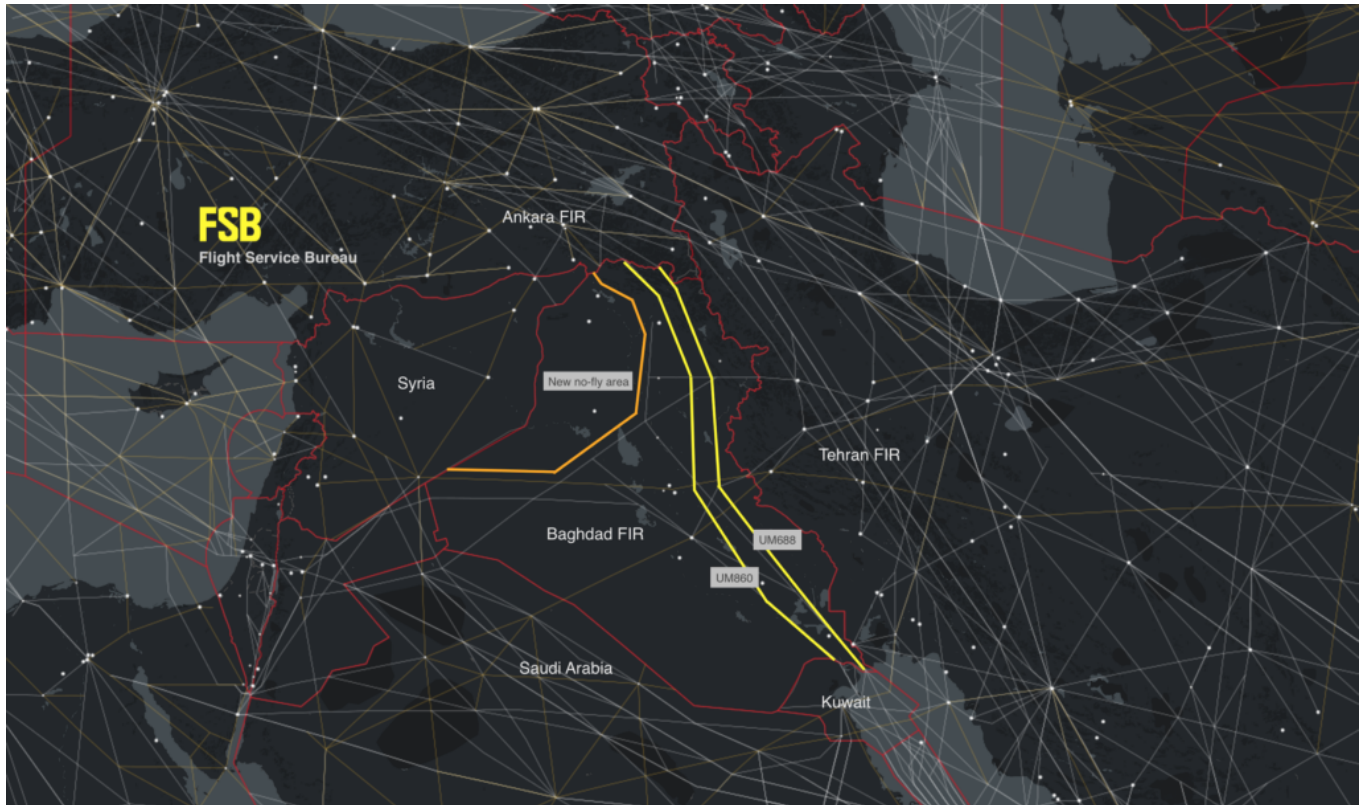 Ankara FIR
FSB
Flight Service Bureau
Syria
New no-fly area
Tehran FIR
Baghdad FIR
UM688
UM860
Saudi Arabia
Kuwait